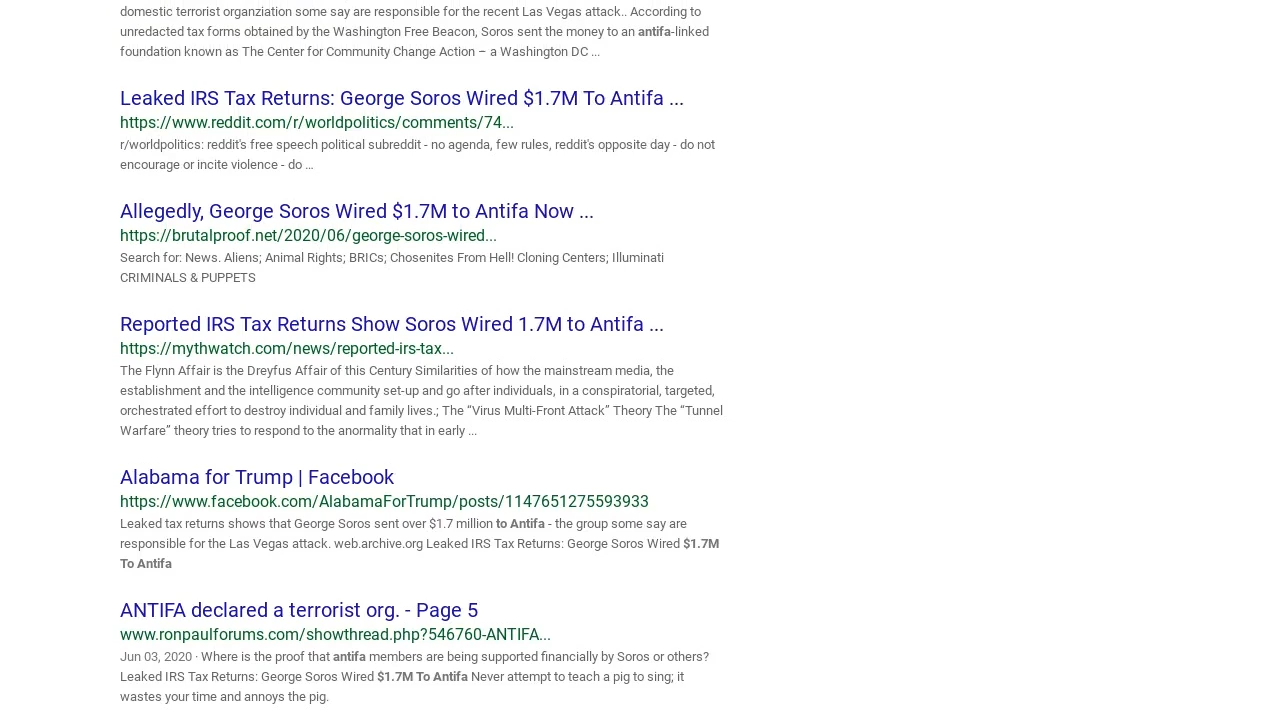 domestic terrorist organziation some say are responsible for the recent Las Vegas attack.. According to
unredacted tax forms obtained by the Washington Free Beacon, Soros sent the money to an antifa-linked
foundation known as The Center for Community Change Action – a Washington DC ...
Leaked IRS Tax Returns: George Soros Wired $1.7M To Antifa ...
https://www.reddit.com/r/worldpolitics/comments/74...
r/worldpolitics: reddit's free speech political subreddit - no agenda, few rules, reddit's opposite day - do not
encourage or incite violence - do …
Allegedly, George Soros Wired $1.7M to Antifa Now ...
https://brutalproof.net/2020/06/george-soros-wired...
Search for: News. Aliens; Animal Rights; BRICs; Chosenites From Hell! Cloning Centers; Illuminati
CRIMINALS & PUPPETS
Reported IRS Tax Returns Show Soros Wired 1.7M to Antifa ...
https://mythwatch.com/news/reported-irs-tax...
The Flynn Affair is the Dreyfus Affair of this Century Similarities of how the mainstream media, the
establishment and the intelligence community set-up and go after individuals, in a conspiratorial, targeted,
orchestrated effort to destroy individual and family lives.; The “Virus Multi-Front Attack” Theory The “Tunnel
Warfare” theory tries to respond to the anormality that in early ...
Alabama for Trump | Facebook
https://www.facebook.com/AlabamaForTrump/posts/1147651275593933
Leaked tax returns shows that George Soros sent over $1.7 million to Antifa - the group some say are
responsible for the Las Vegas attack. web.archive.org Leaked IRS Tax Returns: George Soros Wired $1.7M
To Antifa
ANTIFA declared a terrorist org. - Page 5
www.ronpaulforums.com/showthread.php?546760-ANTIFA...
Jun 03, 2020 · Where is the proof that antifa members are being supported financially by Soros or others?
Leaked IRS Tax Returns: George Soros Wired $1.7M To Antifa Never attempt to teach a pig to sing; it
wastes your time and annoys the pig.